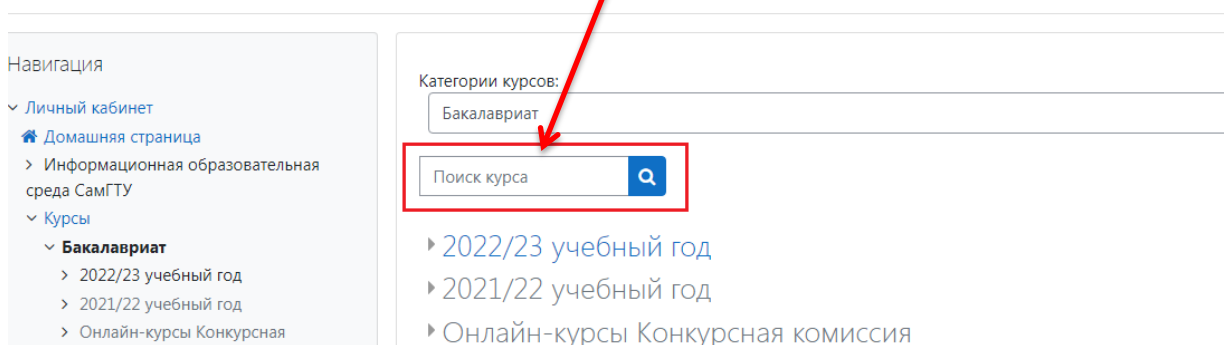 Навигация
Личный кабинет
Домашняя страница
Информационная образовательная
среда СамГТУ
Курсы
Бакалавриат
2022/23 учебный год
2021/22 учебный год
Онлайн-курсы Конкурсная
Категории курсов:
Бакалавриат
Поиск курса
2022/23 учебный год
2021/22 учебный год
Онлайн-курсы Конкурсная комиссия